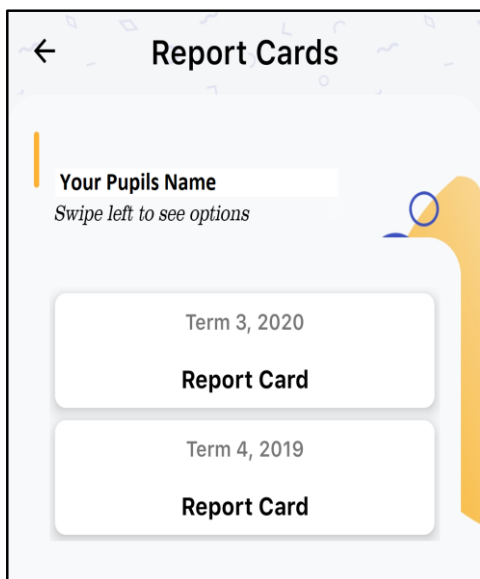 Report Cards
Your Pupils Name
Swipe left to see options
Term 3, 2020
Report Card
Term 4, 2019
Report Card